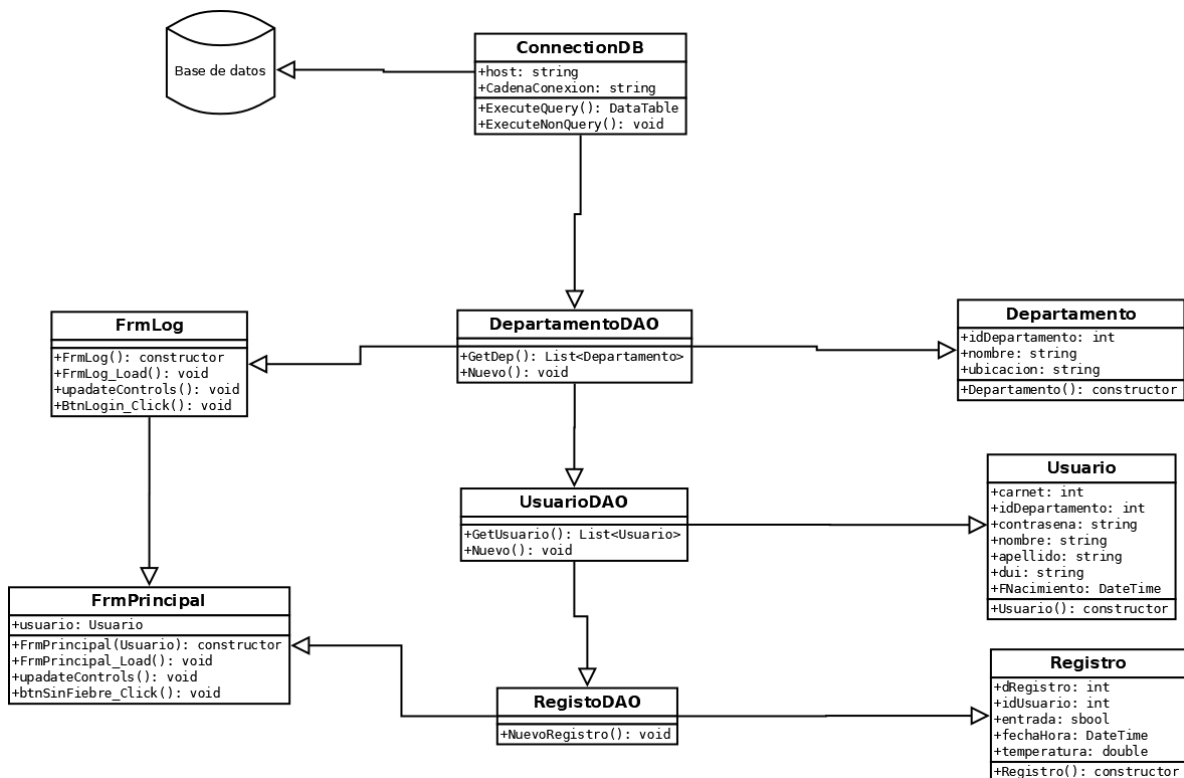 Base de datos
ConnectionDB
+host: string
+CadenaConexion: string
+ExecuteQuery(): DataTable
+ExecuteNonQuery(): void
FrmLog
+FrmLog(): constructor
+FrmLog_Load(): void
+upadateControls(): void
+BtnLogin_Click(): void
DepartamentoDAO
+GetDep(): List<Departamento>
+Nuevo(): void
Departamento
+idDepartamento: int
+nombre: string
+ubicacion: string
+Departamento(): constructor
UsuarioDAO
+GetUsuario(): List<Usuario>
+Nuevo(): void
Usuario
+carnet: int
+idDepartamento: int
+contrasena: string
+nombre: string
+apellido: string
+dui: string
+FNacimiento: DateTime
+Usuario(): constructor
FrmPrincipal
+usuario: Usuario
+FrmPrincipal(Usuario): constructor
+FrmPrincipal_Load(): void
+upadateControls(): void
+btnSinFiebre_Click(): void
RegistoDAO
+NuevoRegistro(): void
Registro
+dRegistro: int
+idUsuario: int
+entrada: sbool
+fechaHora: DateTime
+temperatura: double
+Registro(): constructor